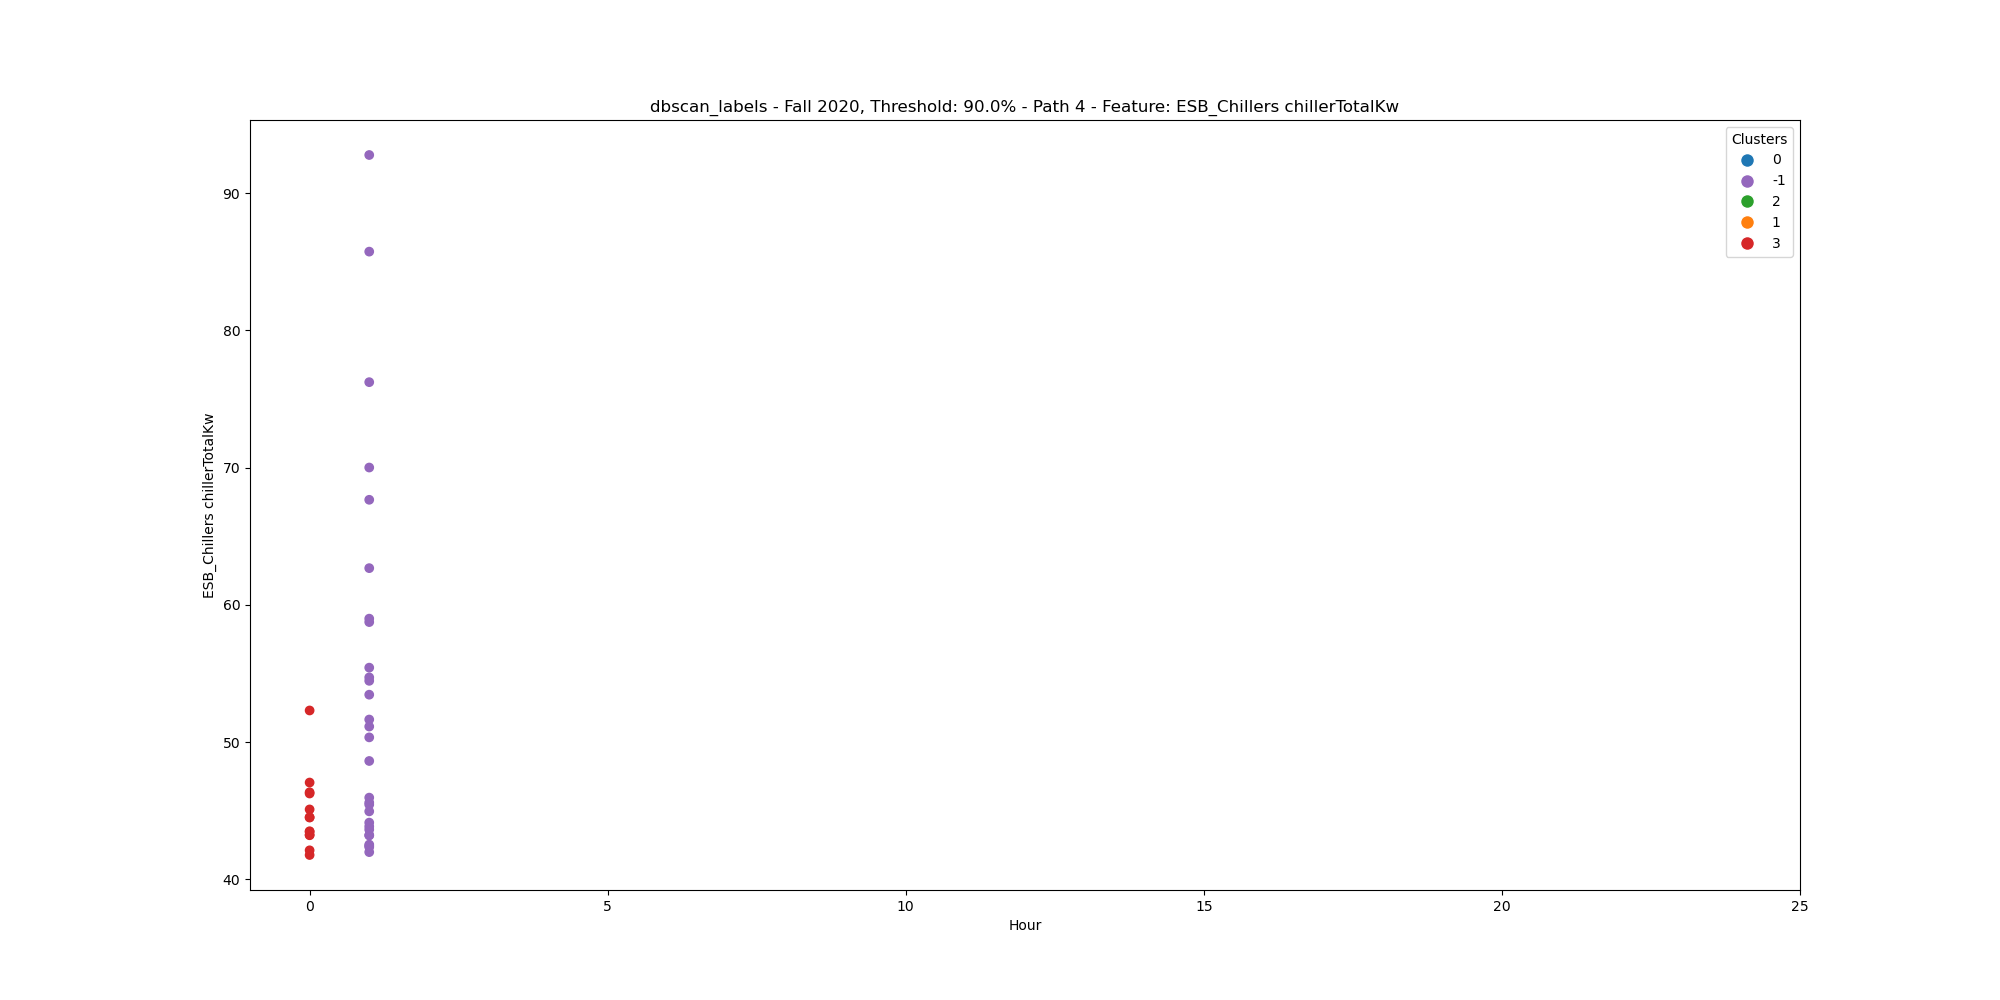 dbscan_labels - Fall 2020, Threshold: 90.0% - Path 4 - Feature: ESB_Chillers chillerTotalKw
Clusters
0
-1
2
1
3
90
80
70
60
50
40
ESB_Chillers chillerTotalKw
0 5 10 15 20 25
Hour